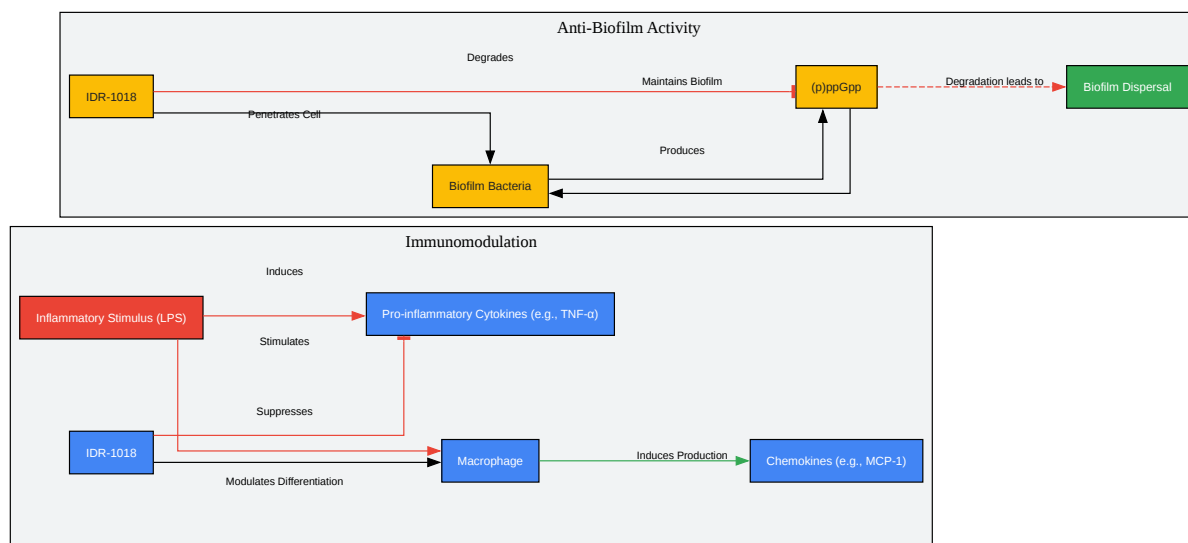 Anti-Biofilm Activity
Degrades
IDR-1018
Maintains Biofilm
(p)ppGpp
Degradation leads to
Biofilm Dispersal
Penetrates Cell
Produces
Biofilm Bacteria
Immunomodulation
Induces
Inflammatory Stimulus (LPS)
Pro-inflammatory Cytokines (e.g., TNF-α)
Stimulates
Suppresses
IDR-1018
Macrophage
Induces Production
Chemokines (e.g., MCP-1)
Modulates Differentiation